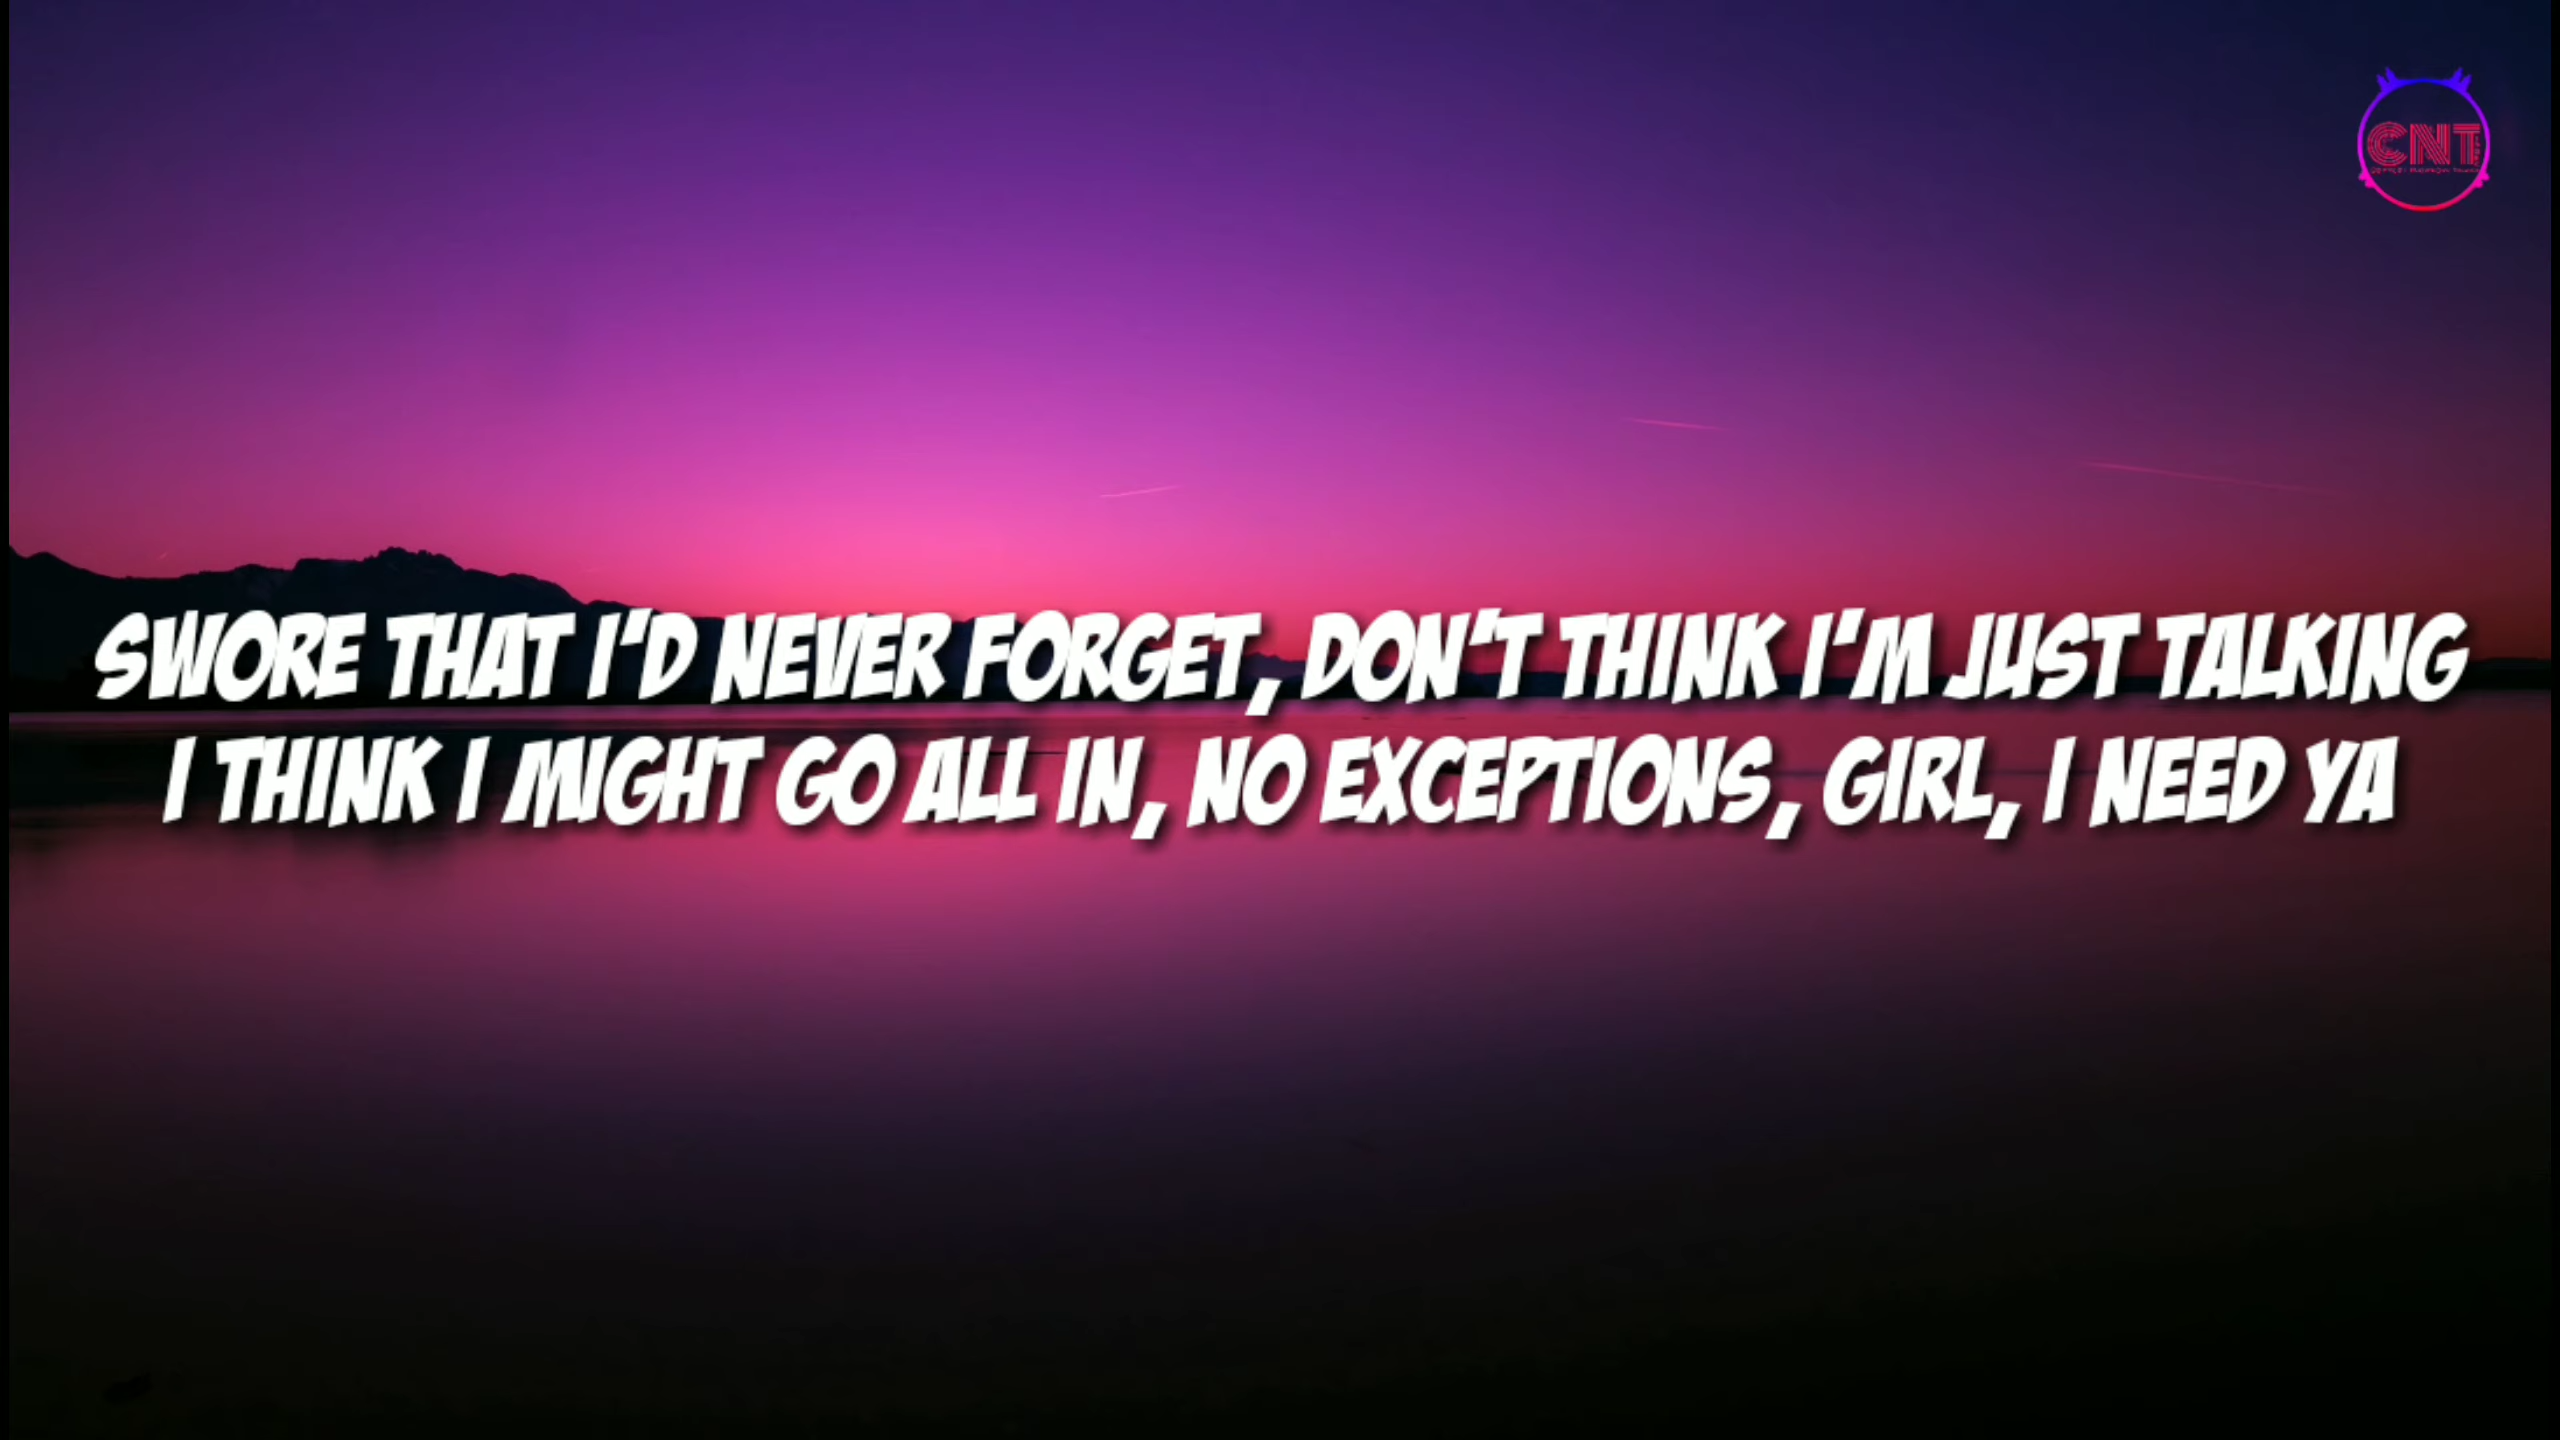 CNT
SWORE THAT I'D NEVER FORGET, DON'T THINK I'M JUST TALKING
I THINK I MIGHT GO ALL IN, NO EXCEPTIONS, GIRL, I NEED YA